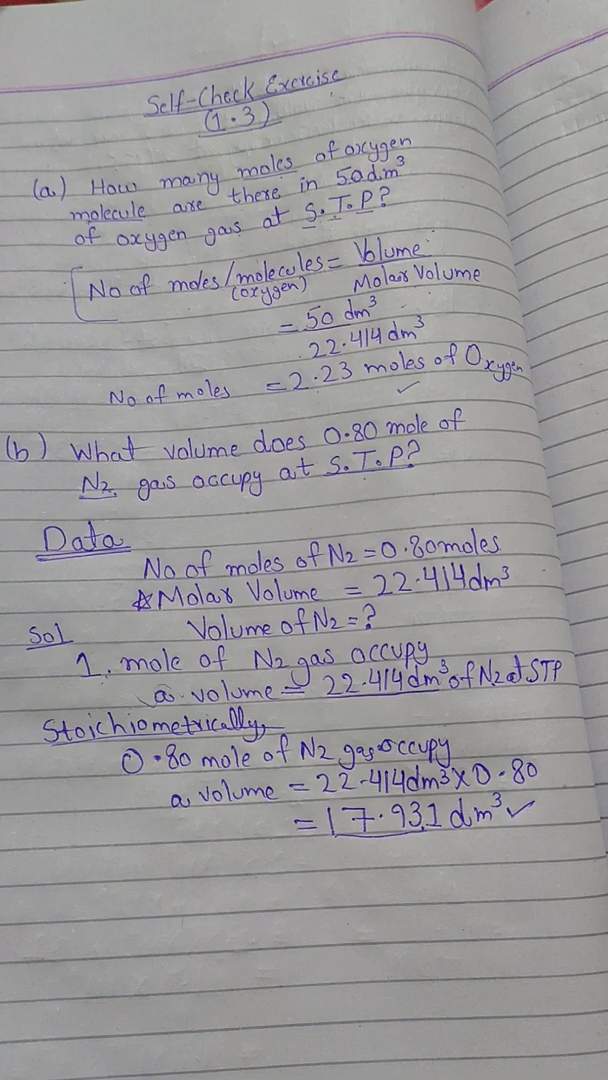 Self-Check Exercise
(1.3)
(a) How many moles of oxygen
molecule are there in 50dm³
of oxygen gas at S.T.P?
No of moles/molecules = Volume
(oxygen) Molar Volume
= 50 dm³
22.414dm³
No of moles = 2.23 moles of Oxygen
(b) What volume does 0.80 mole of
N2 gas occupy at S.T.P?
Data
No of moles of N2 = 0.80moles
Molar Volume = 22.414dm³
Sol Volume of N2 = ?
1. mole of N2 gas occupy
a volume = 22.414dm³ of N2 at STP
Stoichiometrically,
0.80 mole of N2 gas occupy
a volume = 22.414dm³ x 0.80
= 17.931 dm³ ✓